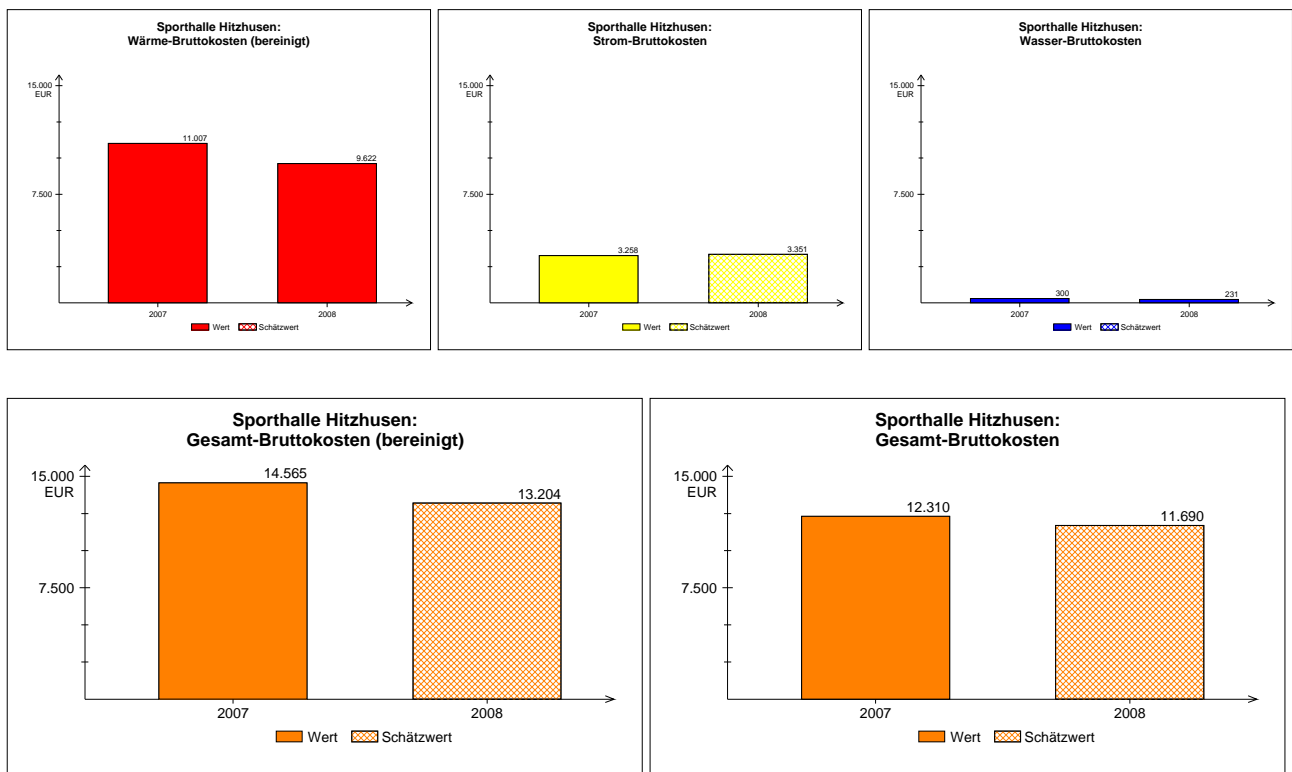 Sporthalle Hitzhusen:
Wärme-Bruttokosten (bereinigt)
15.000
EUR
11.007
9.622
7.500
2007
2008
Wert
Schätzwert
Sporthalle Hitzhusen:
Strom-Bruttokosten
15.000
EUR
7.500
3.258
3.351
2007
2008
Wert
Schätzwert
Sporthalle Hitzhusen:
Wasser-Bruttokosten
15.000
EUR
7.500
300
231
2007
2008
Wert
Schätzwert
Sporthalle Hitzhusen:
Gesamt-Bruttokosten (bereinigt)
15.000
EUR
14.565
13.204
7.500
2007
2008
Wert
Schätzwert
Sporthalle Hitzhusen:
Gesamt-Bruttokosten
15.000
EUR
12.310
11.690
7.500
2007
2008
Wert
Schätzwert